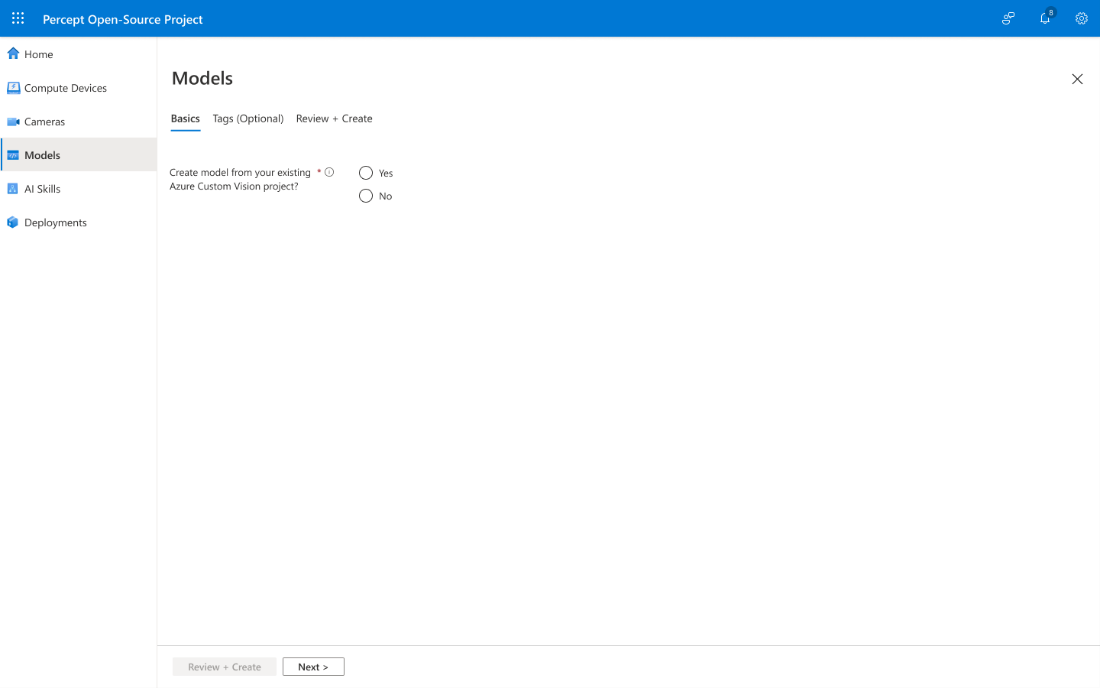 Percept Open-Source Project
8
Home
Compute Devices
Cameras
Models
AI Skills
Deployments
Models
Basics Tags (Optional) Review + Create
Create model from your existing *
Azure Custom Vision project?
Yes
No
Review + Create Next >